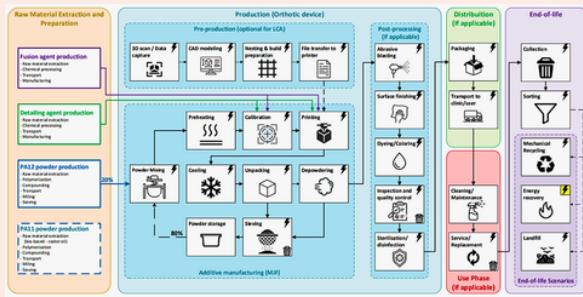 Raw Material Extraction and
Preparation
Fusion agent production
- Raw material extraction
- Chemical processing
- Transport
- Manufacturing
Detailing agent production
- Raw material extraction
- Chemical processing
- Transport
- Manufacturing
PA12 powder production
- Raw material extraction
- Polymerization
- Compounding
- Transport
- Milling
- Sieving
PA11 powder production
- Raw material extraction
(bio-based - castor oil)
- Polymerization
- Compounding
- Transport
- Milling
- Sieving
20%
Production (Orthotic device)
Pre-production (optional for LCA)
3D scan / Data
capture
CAD modeling
Nesting & build
preparation
File transfer to
printer
Preheating
Calibration
Printing
Powder Mixing
Cooling
Unpacking
Depowdering
80%
Powder storage
Sieving
Additive manufacturing (MJF)
Post-processing
(if applicable)
Abrasive
blasting
Surface finishing
Dyeing/Coloring
Inspection and
quality control
Sterilisation/
disinfection
Distribuition
(If applicable)
Packaging
Transport to
clinic/user
Cleaning/
Maintenance
Service/
Replacement
Use Phase
(If applicable)
End-of-life
Collection
Sorting
Mechanical
Recycling
Energy
recovery
Landfill
End-of-life Scenarios